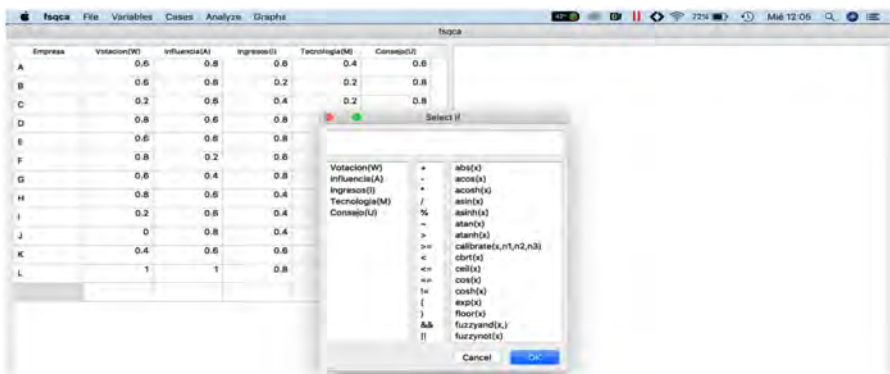 fsqca File Variables Cases Analyze Graphs 72% Mié 12:05
fsqca
Empresa Votacion(W) Influencia(A) Ingresos(I) Tecnologia(M) Consejo(U)
A 0.6 0.8 0.6 0.4 0.6
B 0.6 0.6 0.2 0.2 0.8
C 0.2 0.6 0.4 0.2 0.8
D 0.8 0.6 0.8
E 0.6 0.6 0.8
F 0.8 0.2 0.6
G 0.6 0.4 0.8
H 0.8 0.6 0.4
I 0.2 0.6 0.4
J 0 0.8 0.4
K 0.4 0.6 0.6
L 1 1 0.8
Select If
Votacion(W) + abs(x)
Influencia(A) - acos(x)
Ingresos(I) * acosh(x)
Tecnologia(M) / asin(x)
Consejo(U) % asinh(x)
~ atan(x)
> atanh(x)
>= calibrate(x,n1,n2,n3)
< cbrt(x)
<= ceil(x)
== cos(x)
!= cosh(x)
( exp(x)
) floor(x)
&& fuzzyand(x,)
|| fuzzynot(x)
Cancel OK